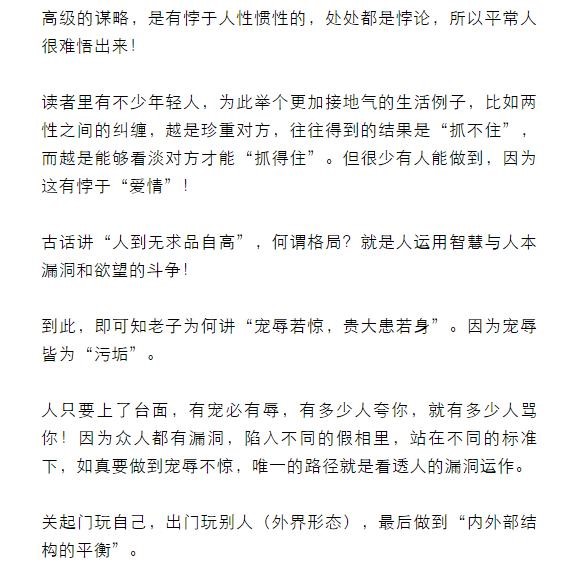 高级的谋略，是有悖于人性惯性的，处处都是悖论，所以平常人
很难悟出来！
读者里有不少年轻人，为此举个更加接地气的生活例子，比如两
性之间的纠缠，越是珍重对方，往往得到的结果是“抓不住”，
而越是能够看淡对方才能“抓得住”。但很少有人能做到，因为
这有悖于“爱情”！
古话讲“人到无求品自高”，何谓格局？就是人运用智慧与人本
漏洞和欲望的斗争！
到此，即可知老子为何讲“宠辱若惊，贵大患若身”。因为宠辱
皆为“污垢”。
人只要上了台面，有宠必有辱，有多少人夸你，就有多少人骂
你！因为众人都有漏洞，陷入不同的假相里，站在不同的标准
下，如真要做到宠辱不惊，唯一的路径就是看透人的漏洞运作。
关起门玩自己，出门玩别人（外界形态），最后做到“内外部结
构的平衡”。